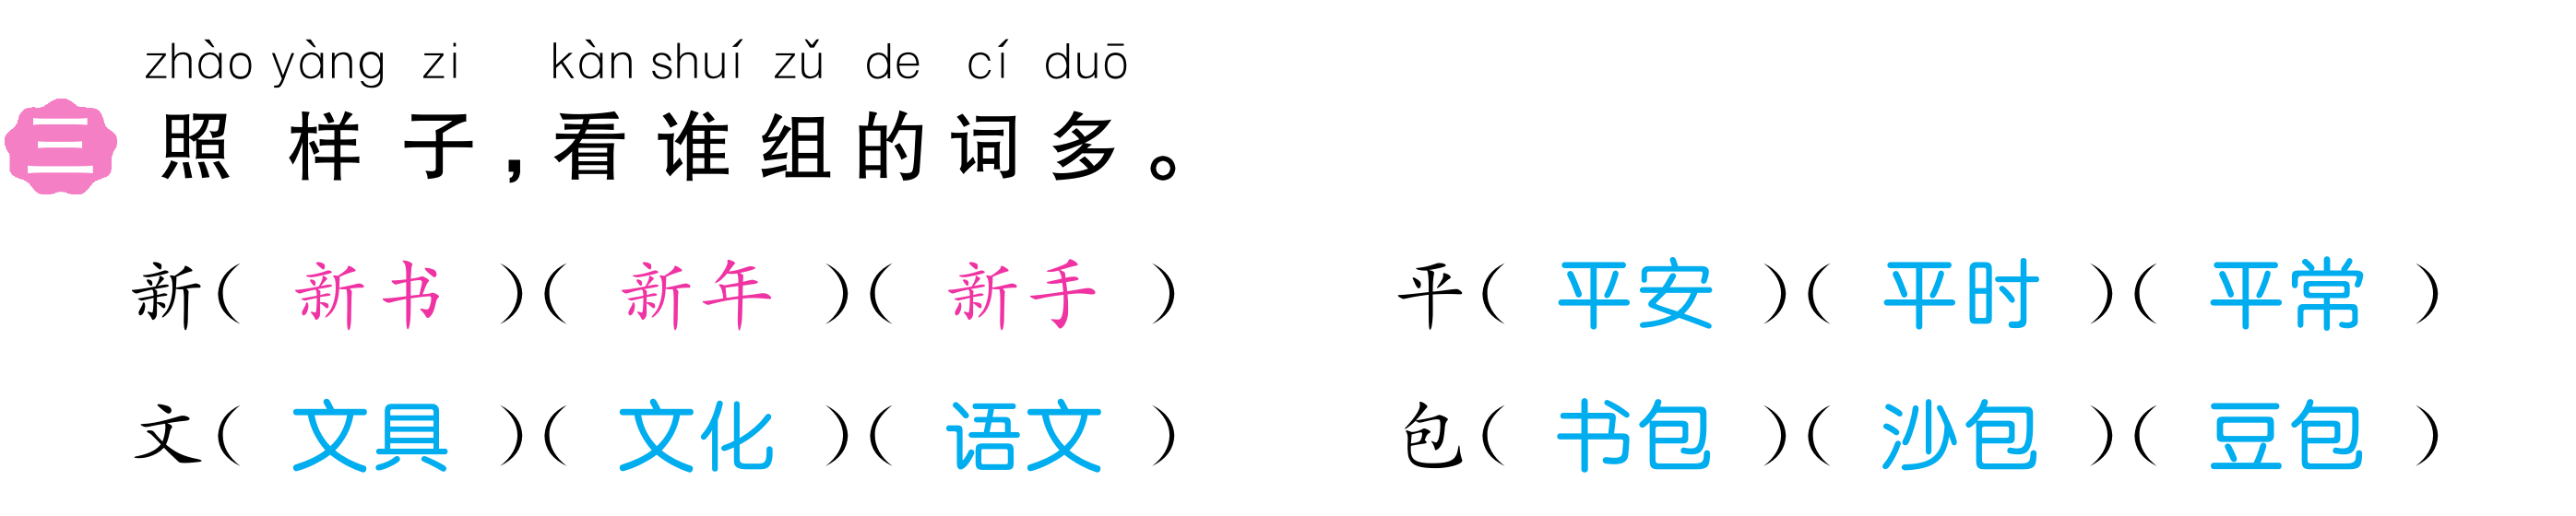 zhào yàng zi kàn shuí zǔ de cí duō
三 照样子，看谁组的词多。
新（ 新书 ）（ 新年 ）（ 新手 ） 平（ 平安 ）（ 平时 ）（ 平常 ）
文（ 文具 ）（ 文化 ）（ 语文 ） 包（ 书包 ）（ 沙包 ）（ 豆包 ）